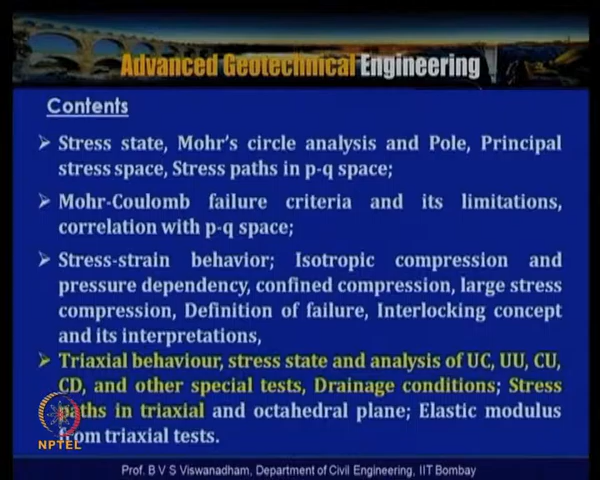 Advanced Geotechnical Engineering
Contents
➢ Stress state, Mohr's circle analysis and Pole, Principal
stress space, Stress paths in p-q space;
➢ Mohr-Coulomb failure criteria and its limitations,
correlation with p-q space;
➢ Stress-strain behavior; Isotropic compression and
pressure dependency, confined compression, large stress
compression, Definition of failure, Interlocking concept
and its interpretations,
➢ Triaxial behaviour, stress state and analysis of UC, UU, CU,
CD, and other special tests, Drainage conditions; Stress
paths in triaxial and octahedral plane; Elastic modulus
from triaxial tests.
NPTEL
Prof. B V S Viswanadham, Department of Civil Engineering, IIT Bombay